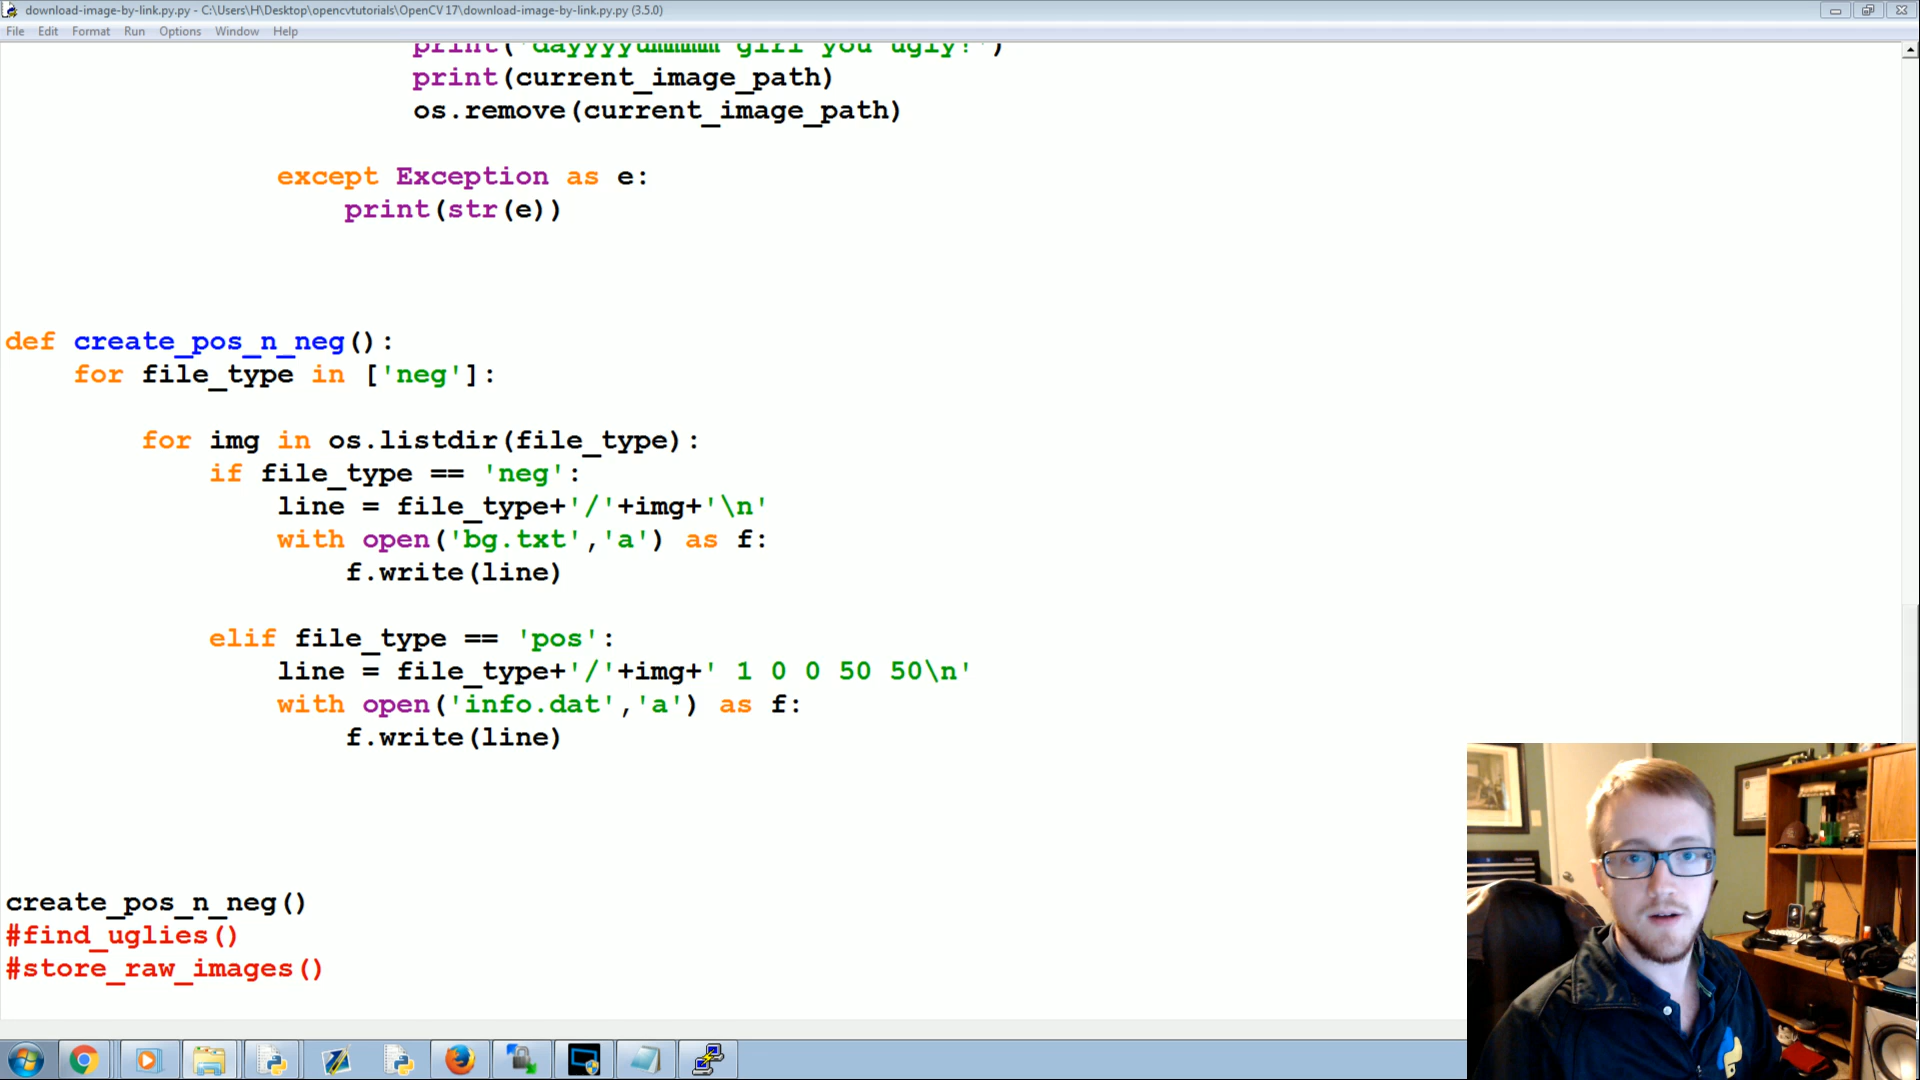 download-image-by-link.py.py - C:\Users\H\Desktop\opencvtutorials\OpenCV 17\download-image-by-link.py.py (3.5.0)
File Edit Format Run Options Window Help
print('dayyyyummmm girl you ugly!')
print(current_image_path)
os.remove(current_image_path)
except Exception as e:
print(str(e))
def create_pos_n_neg():
for file_type in ['neg']:
for img in os.listdir(file_type):
if file_type == 'neg':
line = file_type+'/'+img+'\n'
with open('bg.txt','a') as f:
f.write(line)
elif file_type == 'pos':
line = file_type+'/'+img+' 1 0 0 50 50\n'
with open('info.dat','a') as f:
f.write(line)
create_pos_n_neg()
#find_uglies()
#store_raw_images()